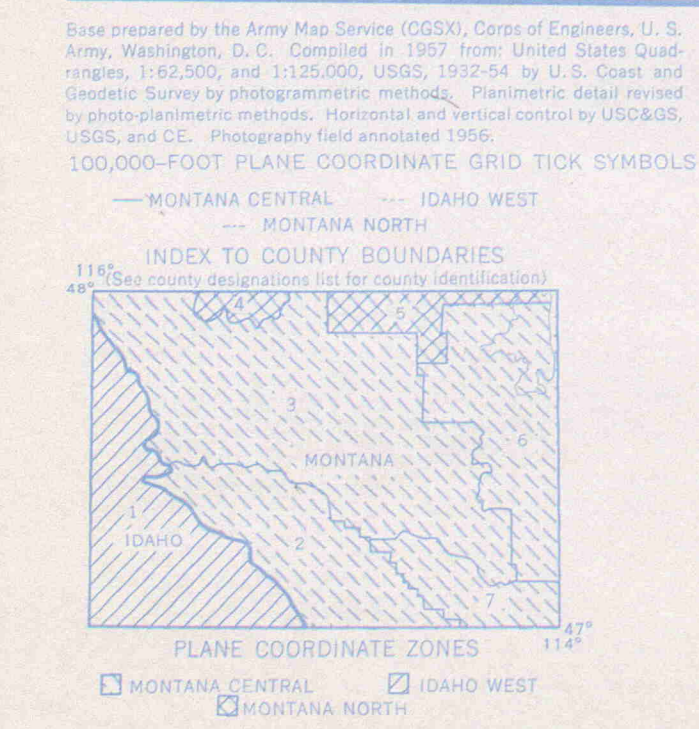 Base prepared by the Army Map Service (CGSX), Corps of Engineers, U. S.
Army, Washington, D. C. Compiled in 1957 from: United States Quad-
rangles, 1:62,500, and 1:125,000, USGS, 1932-54 by U. S. Coast and
Geodetic Survey by photogrammetric methods. Planimetric detail revised
by photo-planimetric methods. Horizontal and vertical control by USC&GS,
USGS, and CE. Photography field annotated 1956.
100,000-FOOT PLANE COORDINATE GRID TICK SYMBOLS
MONTANA CENTRAL --- IDAHO WEST
--- MONTANA NORTH
INDEX TO COUNTY BOUNDARIES
116°
(See county designations list for county identification)
48°
4
5
3
6
MONTANA
1
IDAHO
2
7
47°
114°
PLANE COORDINATE ZONES
MONTANA CENTRAL IDAHO WEST
MONTANA NORTH